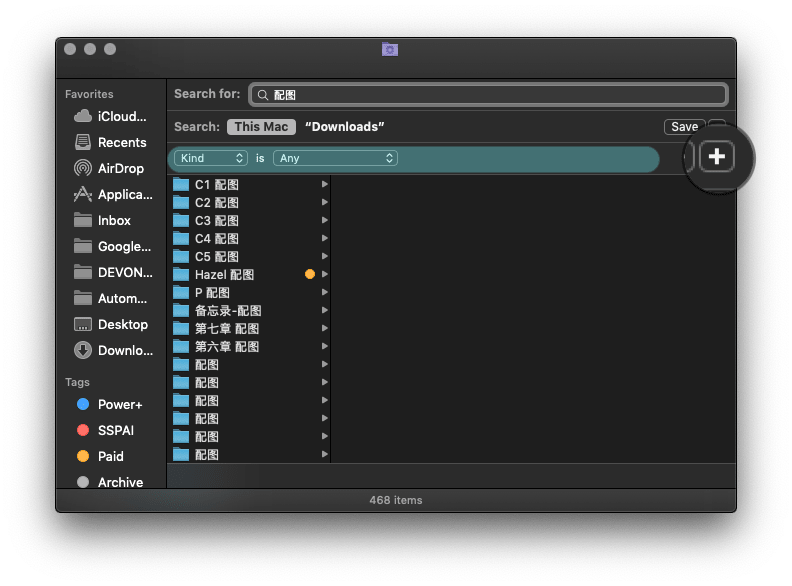 Search for: 配图
Search: This Mac “Downloads” Save
Kind is Any
Favorites
iCloud...
Recents
AirDrop
Applica...
Inbox
Google...
DEVON...
Autom...
Desktop
Downlo...
Tags
Power+
SSPAI
Paid
Archive
C1 配图
C2 配图
C3 配图
C4 配图
C5 配图
Hazel 配图
P 配图
备忘录-配图
第七章 配图
第六章 配图
配图
配图
配图
配图
配图
配图
468 items